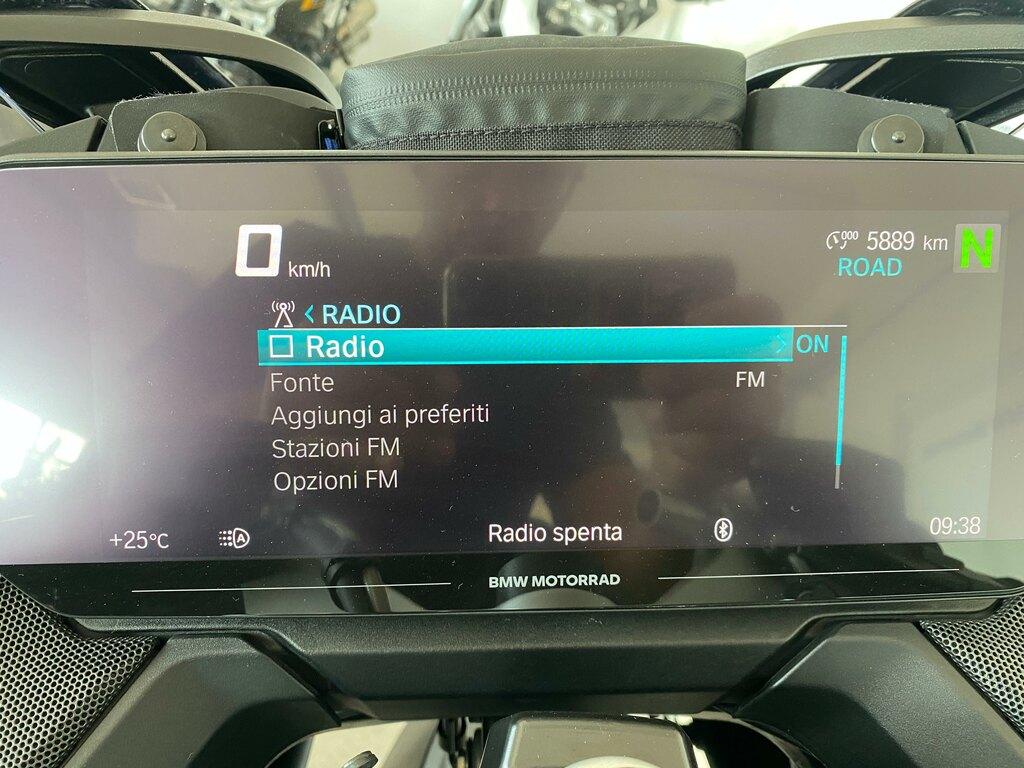 0 km/h
000 5889 km N
ROAD
< RADIO
Radio ON
Fonte FM
Aggiungi ai preferiti
Stazioni FM
Opzioni FM
+25°C A Radio spenta 09:38
BMW MOTORRAD